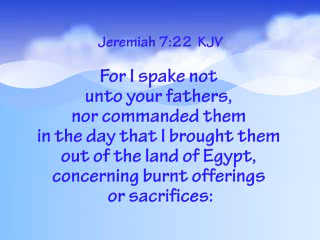 Jeremiah 7:22 KJV
For I spake not
unto your fathers,
nor commanded them
in the day that I brought them
out of the land of Egypt,
concerning burnt offerings
or sacrifices: